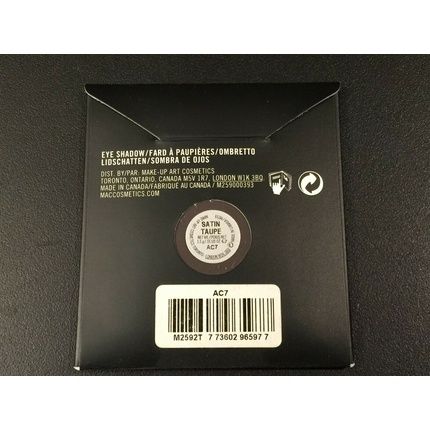 EYE SHADOW/FARD À PAUPIÈRES/OMBRETTO
LIDSCHATTEN/SOMBRA DE OJOS
DIST. BY/PAR. MAKE-UP ART COSMETICS
TORONTO, ONTARIO, CANADA M5V 1R7, LONDON W1K 3BQ
MADE IN CANADA/FABRIQUÉ AU CANADA / M259000393
MACCOSMETICS.COM
SATIN
TAUPE
AC7
AC7
M2592T 7 73602 96597 7